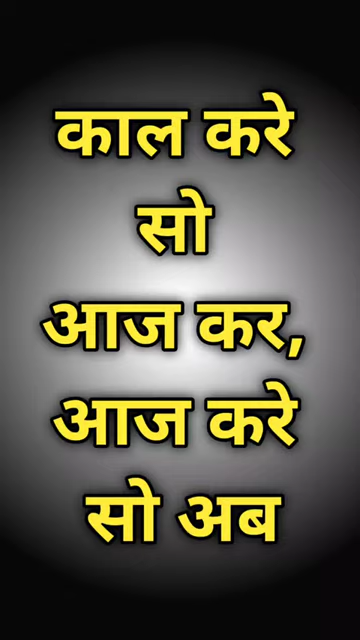 काल करे
सो
आज कर,
आज करे
सो अब